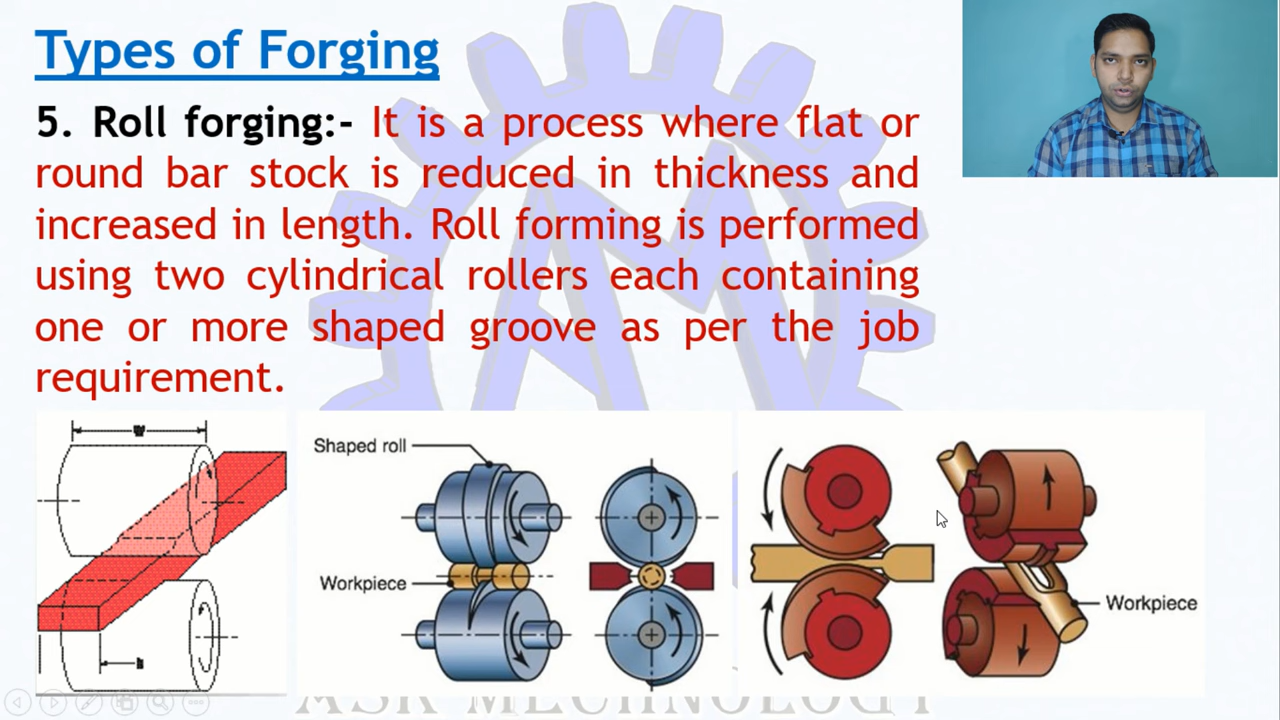 Types of Forging
5. Roll forging:- It is a process where flat or
round bar stock is reduced in thickness and
increased in length. Roll forming is performed
using two cylindrical rollers each containing
one or more shaped groove as per the job
requirement.
Shaped roll
Workpiece
Workpiece
ASK MECHNOLOGY